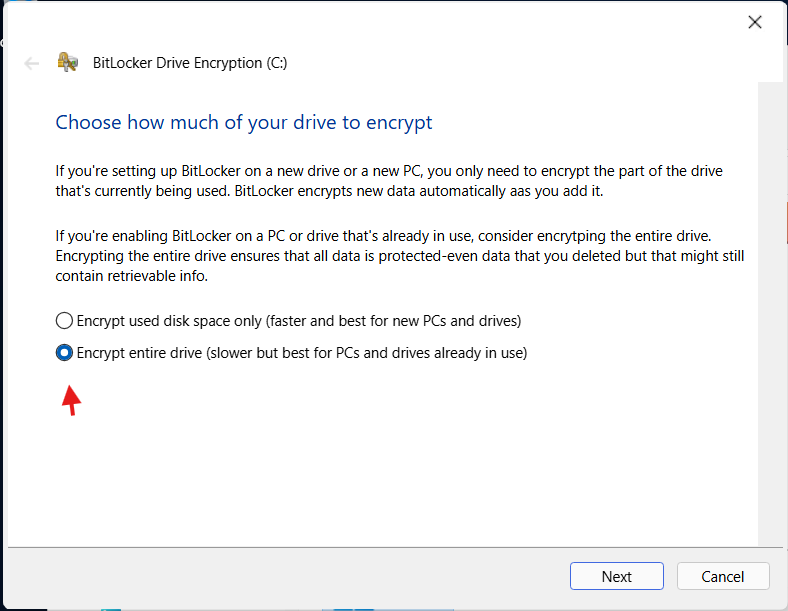 BitLocker Drive Encryption (C:)
Choose how much of your drive to encrypt
If you're setting up BitLocker on a new drive or a new PC, you only need to encrypt the part of the drive
that's currently being used. BitLocker encrypts new data automatically aas you add it.
If you're enabling BitLocker on a PC or drive that's already in use, consider encrytping the entire drive.
Encrypting the entire drive ensures that all data is protected-even data that you deleted but that might still
contain retrievable info.
Encrypt used disk space only (faster and best for new PCs and drives)
Encrypt entire drive (slower but best for PCs and drives already in use)
Next
Cancel